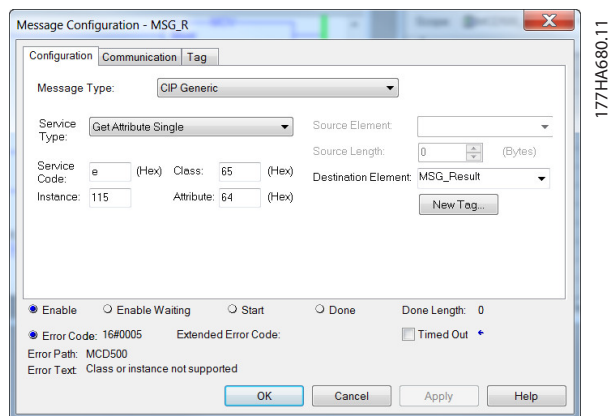 Message Configuration - MSG_R
Configuration Communication Tag
Message Type: CIP Generic
Service Type: Get Attribute Single
Source Element:
Source Length: 0 (Bytes)
Service Code: e (Hex) Class: 65 (Hex) Destination Element: MSG_Result
Instance: 115 Attribute: 64 (Hex)
New Tag...
Enable Enable Waiting Start Done Done Length: 0
Error Code: 16#0005 Extended Error Code: Timed Out
Error Path: MCD500
Error Text: Class or instance not supported
OK Cancel Apply Help
177HA680.11